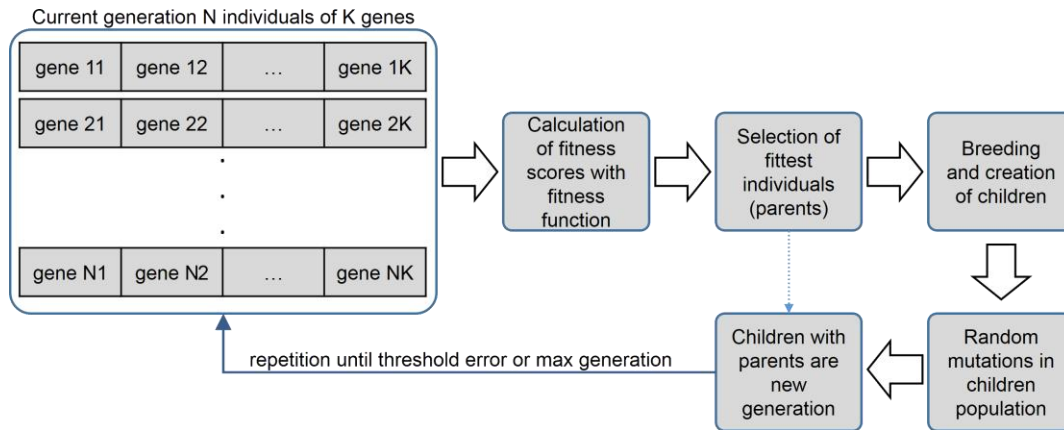 Current generation N individuals of K genes
gene 11 gene 12 … gene 1K
gene 21 gene 22 … gene 2K
gene N1 gene N2 … gene NK
Calculation
of fitness
scores with
fitness
function
Selection of
fittest
individuals
(parents)
Breeding
and creation
of children
Random
mutations in
children
population
Children with
parents are
new
generation
repetition until threshold error or max generation